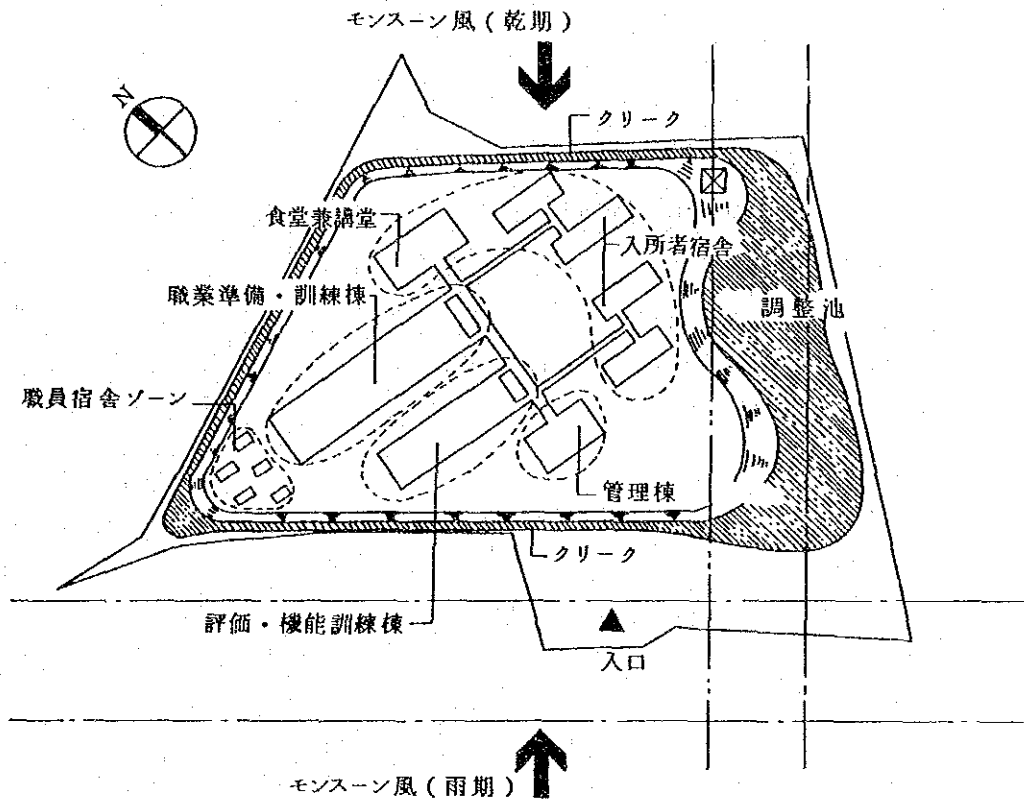 モンスーン風(乾期)
N
クリーク
食堂兼講堂
入所者宿舎
職業準備・訓練棟
調整池
職員宿舎ゾーン
管理棟
クリーク
評価・機能訓練棟
入口
モンスーン風(雨期)